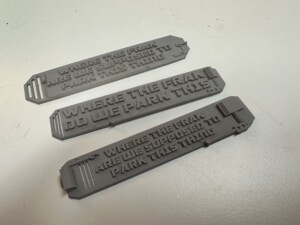 WHERE THE FRAK
ARE WE SUPPOSED TO
PARK THIS THING
WHERE THE FRAK
DO WE PARK THIS
WHERE THE FRAK
ARE WE SUPPOSED TO
PARK THIS THING